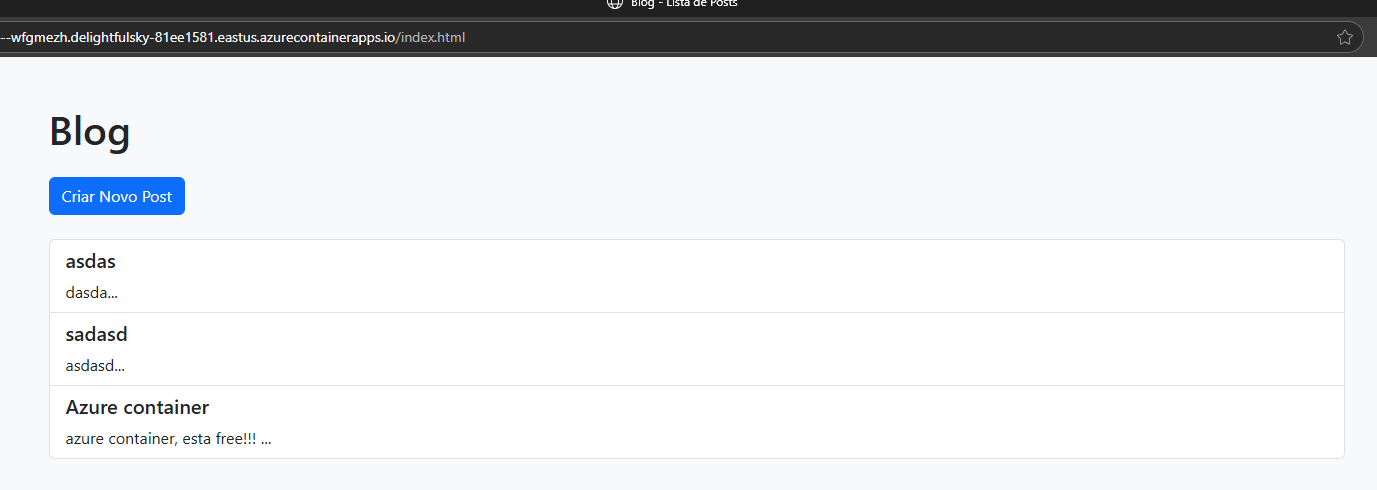 Blog - Lista de Posts
--wfgmezh.delightfulsky-81ee1581.eastus.azurecontainerapps.io/index.html
Blog
Criar Novo Post
asdas
dasda...
sadasd
asdasd...
Azure container
azure container, esta free!!! ...